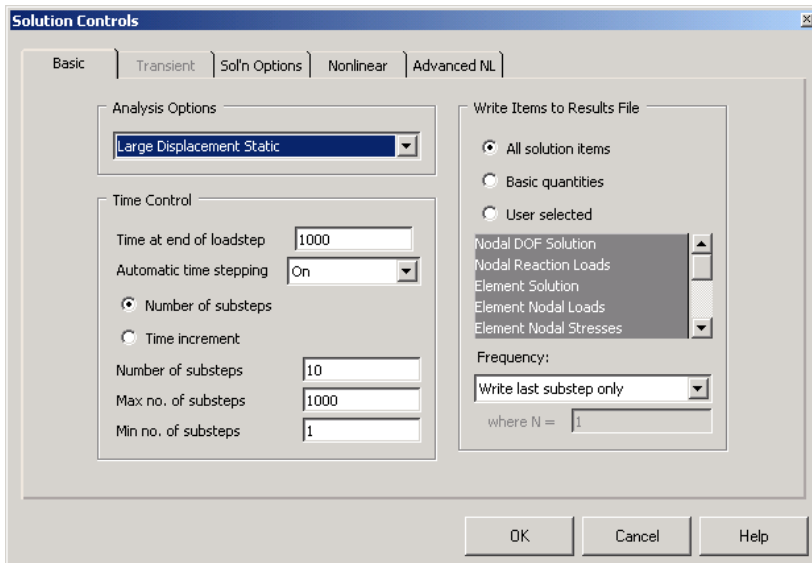 Solution Controls
Basic
Transient
Sol'n Options
Nonlinear
Advanced NL
Analysis Options
Large Displacement Static
Time Control
Time at end of loadstep 1000
Automatic time stepping On
Number of substeps
Time increment
Number of substeps 10
Max no. of substeps 1000
Min no. of substeps 1
Write Items to Results File
All solution items
Basic quantities
User selected
Nodal DOF Solution
Nodal Reaction Loads
Element Solution
Element Nodal Loads
Element Nodal Stresses
Frequency:
Write last substep only
where N = 1
OK
Cancel
Help